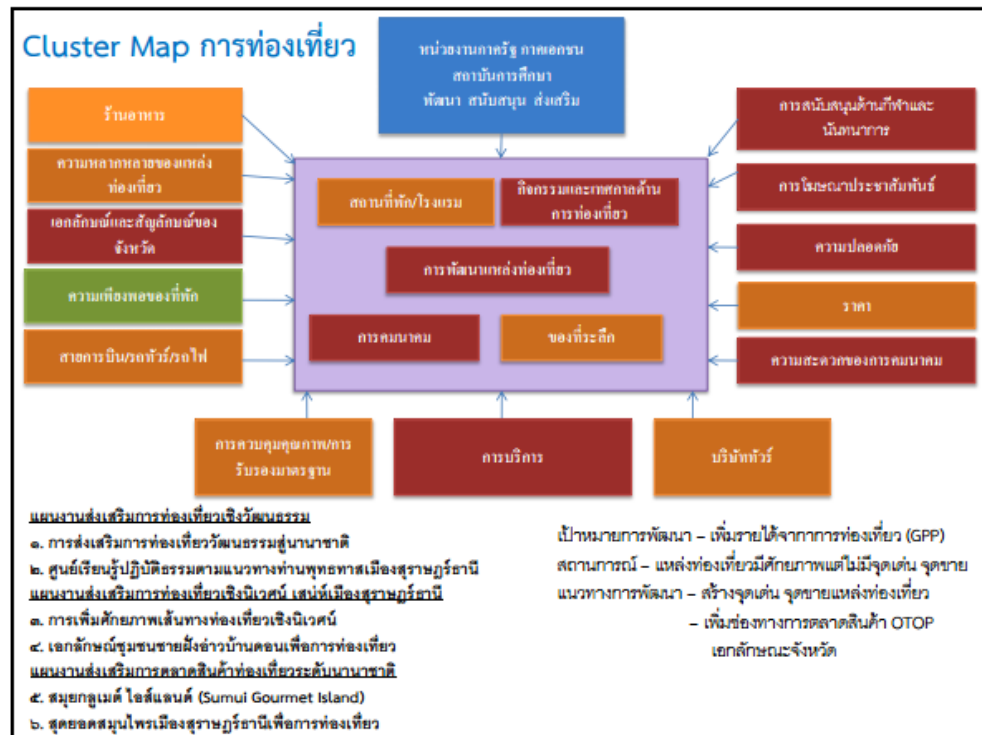 Cluster Map การท่องเที่ยว
หน่วยงานภาครัฐ ภาคเอกชน
สถาบันการศึกษา
พัฒนา สนับสนุน ส่งเสริม
ร้านอาหาร
ความหลากหลายของแหล่ง
ท่องเที่ยว
เอกลักษณ์และสัญลักษณ์ของ
จังหวัด
ความเพียงพอของที่พัก
สายการบิน/รถทัวร์/รถไฟ
สถานที่พัก/โรงแรม
กิจกรรมและเทศกาลด้าน
การท่องเที่ยว
การพัฒนาแหล่งท่องเที่ยว
การคมนาคม
ของที่ระลึก
การสนับสนุนด้านกีฬาและ
นันทนาการ
การโฆษณาประชาสัมพันธ์
ความปลอดภัย
ราคา
ความสะดวกของการคมนาคม
การควบคุมคุณภาพ/การ
รับรองมาตรฐาน
การบริการ
บริษัททัวร์
แผนงานส่งเสริมการท่องเที่ยวเชิงวัฒนธรรม
๑. การส่งเสริมการท่องเที่ยววัฒนธรรมสู่นานาชาติ
๒. ศูนย์เรียนรู้ปฏิบัติธรรมตามแนวทางท่านพุทธทาสเมืองสุราษฎร์ธานี
แผนงานส่งเสริมการท่องเที่ยวเชิงนิเวศน์ เสน่ห์เมืองสุราษฎร์ธานี
๓. การเพิ่มศักยภาพเส้นทางท่องเที่ยวเชิงนิเวศน์
๔. เอกลักษณ์ชุมชนชายฝั่งอ่าวบ้านดอนเพื่อการท่องเที่ยว
แผนงานส่งเสริมการตลาดสินค้าท่องเที่ยวระดับนานาชาติ
๕. สมุยกลูเมต์ ไอส์แลนด์ (Sumui Gourmet Island)
๖. สุดยอดสมุนไพรเมืองสุราษฎร์ธานีเพื่อการท่องเที่ยว
เป้าหมายการพัฒนา – เพิ่มรายได้จากาการท่องเที่ยว (GPP)
สถานการณ์ – แหล่งท่องเที่ยวมีศักยภาพแต่ไม่มีจุดเด่น จุดขาย
แนวทางการพัฒนา – สร้างจุดเด่น จุดขายแหล่งท่องเที่ยว
– เพิ่มช่องทางการตลาดสินค้า OTOP
เอกลักษณะจังหวัด